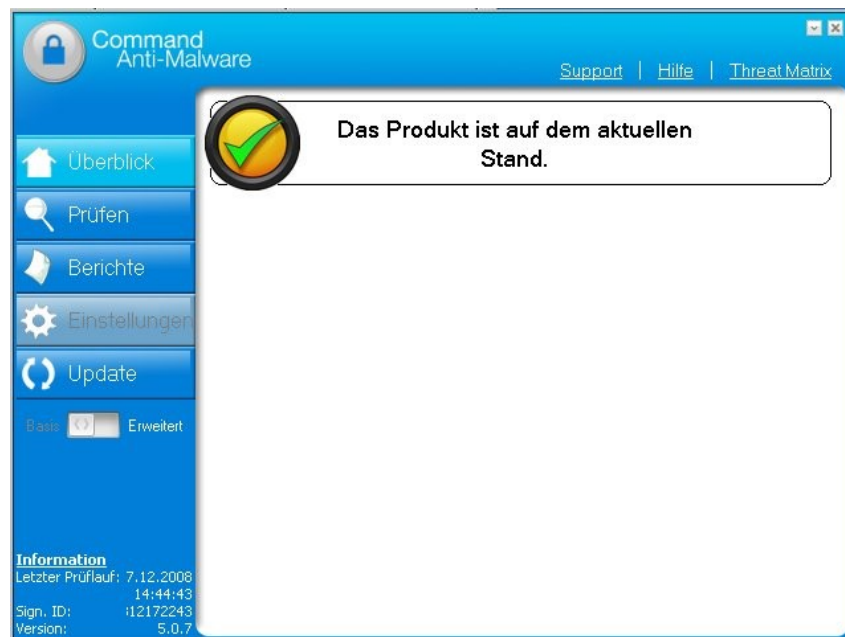 Command
Anti-Malware
Support | Hilfe | Threat Matrix
Das Produkt ist auf dem aktuellen
Stand.
Überblick
Prüfen
Berichte
Einstellungen
Update
Basis Erweitert
Information
Letzter Prüflauf: 7.12.2008
14:44:43
Sign. ID: 12172243
Version: 5.0.7